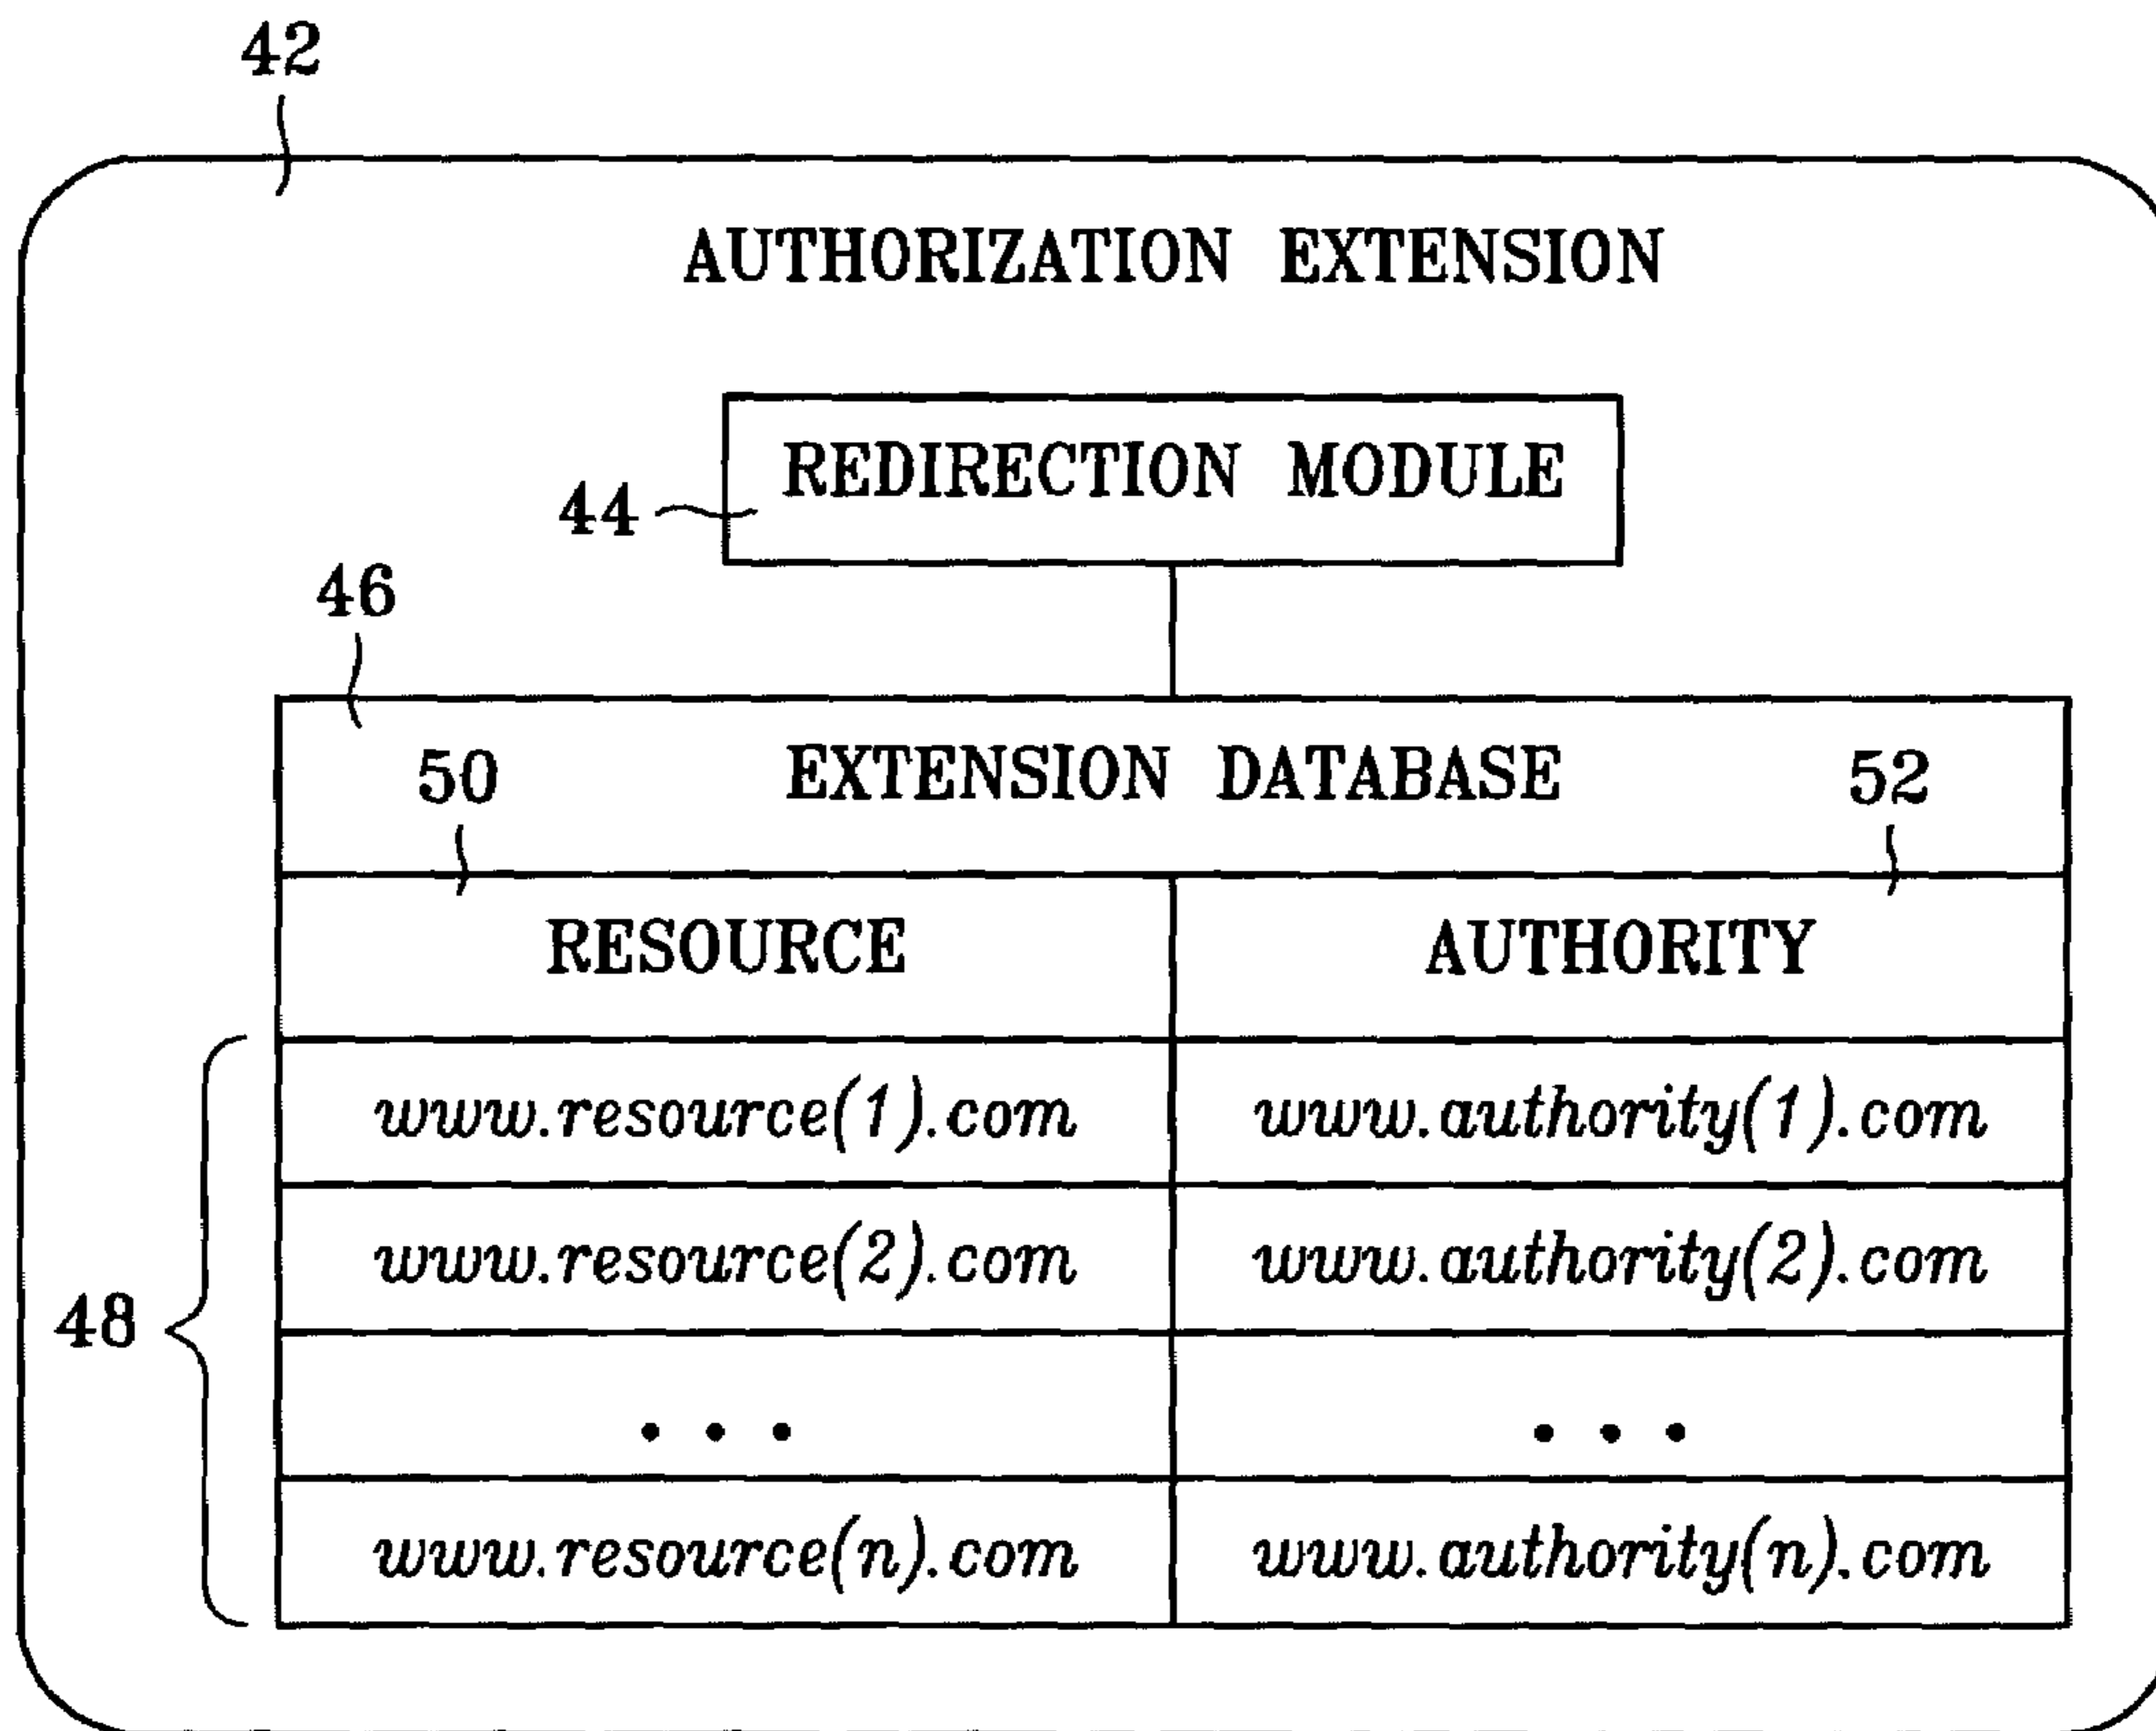 42
AUTHORIZATION EXTENSION
REDIRECTION MODULE
44
46
50 EXTENSION DATABASE 52
RESOURCE AUTHORITY
www.resource(1).com www.authority(1).com
www.resource(2).com www.authority(2).com
48
... ...
www.resource(n).com www.authority(n).com